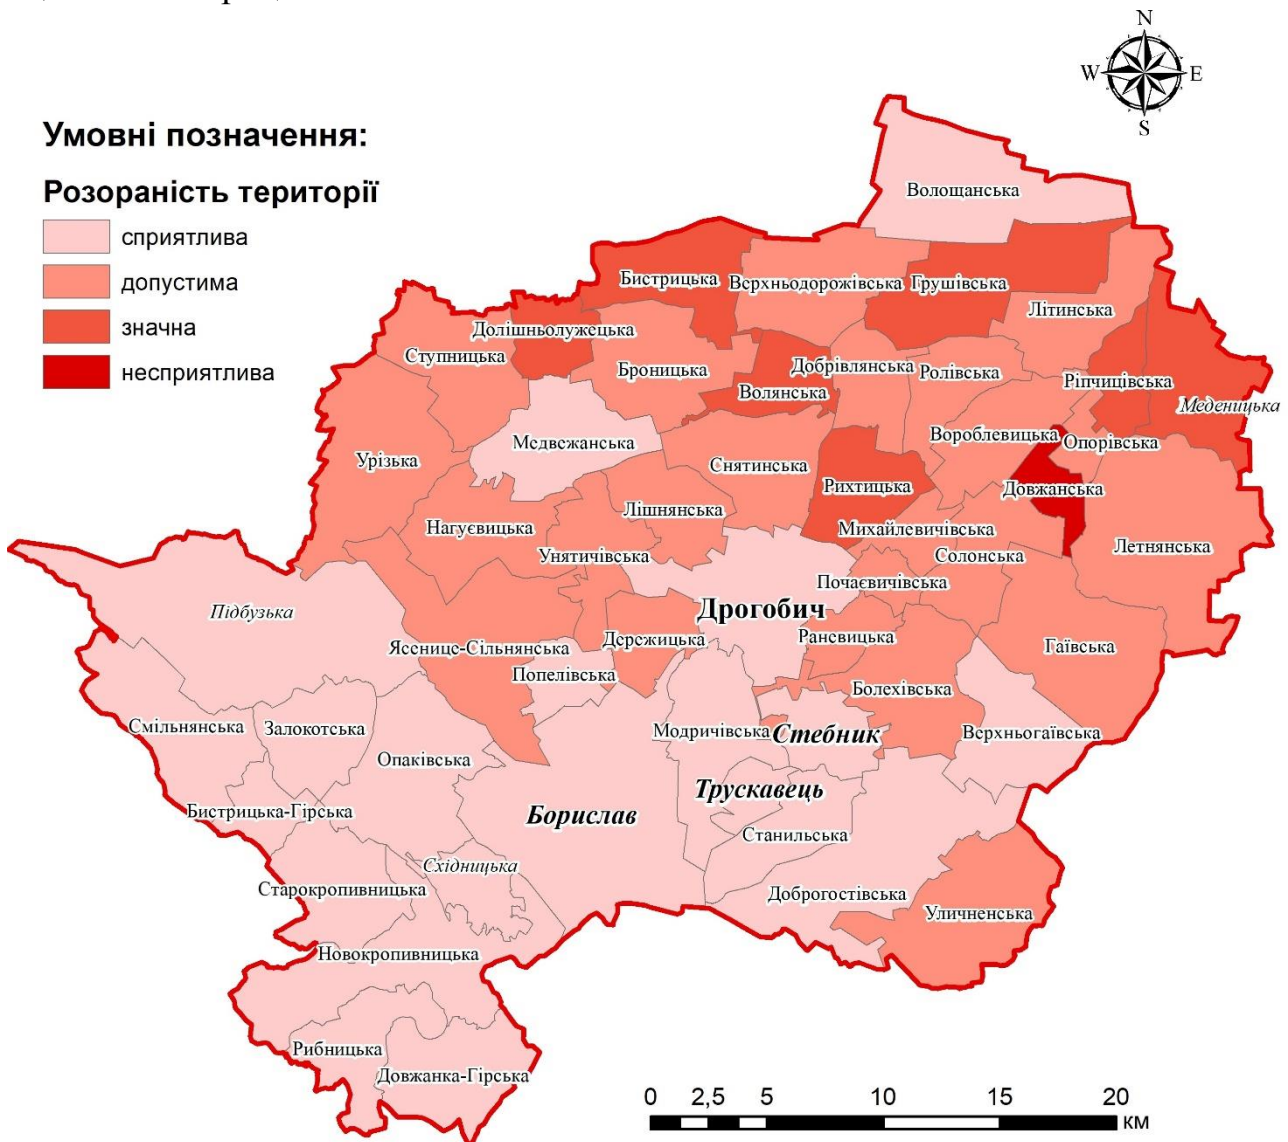 N
W E
S
Умовні позначення:
Розораність території
сприятлива
допустима
значна
несприятлива
Волощанська
Бистрицька
Верхньодорожівська
Грушівська
Літинська
Долішньолужецька
Ступницька
Броницька
Добрівлянська
Ролівська
Ріпчицівська
Волянська
Меденицька
Медвежанська
Вороблевицька
Опорівська
Урізька
Снятинська
Рихтицька
Довжанська
Лішнянська
Нагуєвицька
Михайлевичівська
Унятичівська
Солонська
Летнянська
Почаєвичівська
Підбузька
Дрогобич
Ясенице-Сільнянська
Дережицька
Раневицька
Гаївська
Попелівська
Болехівська
Смільнянська
Залокотська
Модричівська
Стебник
Верхньогаївська
Опаківська
Трускавець
Бистрицька-Гірська
Борислав
Станильська
Східницька
Старокропивницька
Доброгостівська
Уличненська
Новокропивницька
Рибницька
Довжанка-Гірська
0 2,5 5 10 15 20
км